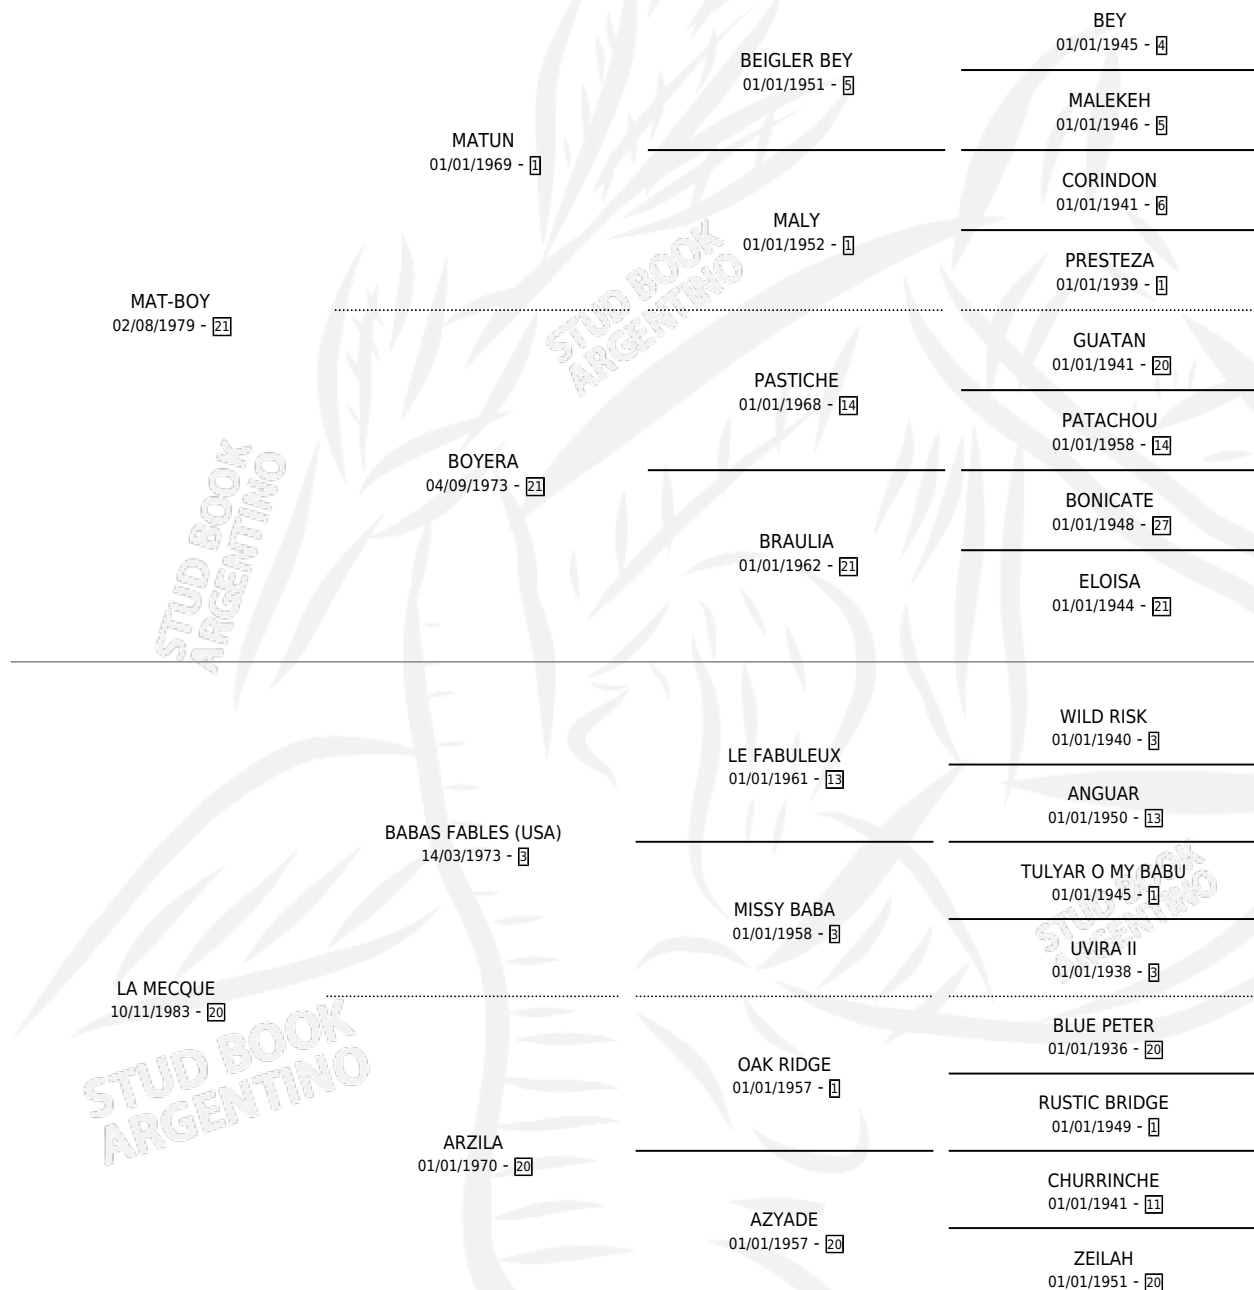 BEY
01/01/1945 - 4
BEIGLER BEY
01/01/1951 - 5
MALEKEH
01/01/1946 - 5
MATUN
01/01/1969 - 1
CORINDON
01/01/1941 - 6
MALY
01/01/1952 - 1
PRESTEZA
01/01/1939 - 1
MAT-BOY
02/08/1979 - 21
STUD BOOK
ARGENTINO
GUATAN
01/01/1941 - 20
PASTICHE
01/01/1968 - 14
PATACHOU
01/01/1958 - 14
BOYERA
04/09/1973 - 21
BONICATE
01/01/1948 - 27
BRAULIA
01/01/1962 - 21
ELOISA
01/01/1944 - 21
STUD BOOK
ARGENTINO
WILD RISK
01/01/1940 - 3
LE FABULEUX
01/01/1961 - 13
ANGUAR
01/01/1950 - 13
BABAS FABLES (USA)
14/03/1973 - 3
TULYAR O MY BABU
01/01/1945 - 1
MISSY BABA
01/01/1958 - 3
UVIRA II
01/01/1938 - 3
STUD BOOK
ARGENTINO
LA MECQUE
10/11/1983 - 20
BLUE PETER
01/01/1936 - 20
OAK RIDGE
01/01/1957 - 1
RUSTIC BRIDGE
01/01/1949 - 1
STUD BOOK
ARGENTINO
ARZILA
01/01/1970 - 20
CHURRINCHE
01/01/1941 - 11
AZYADE
01/01/1957 - 20
ZEILAH
01/01/1951 - 20